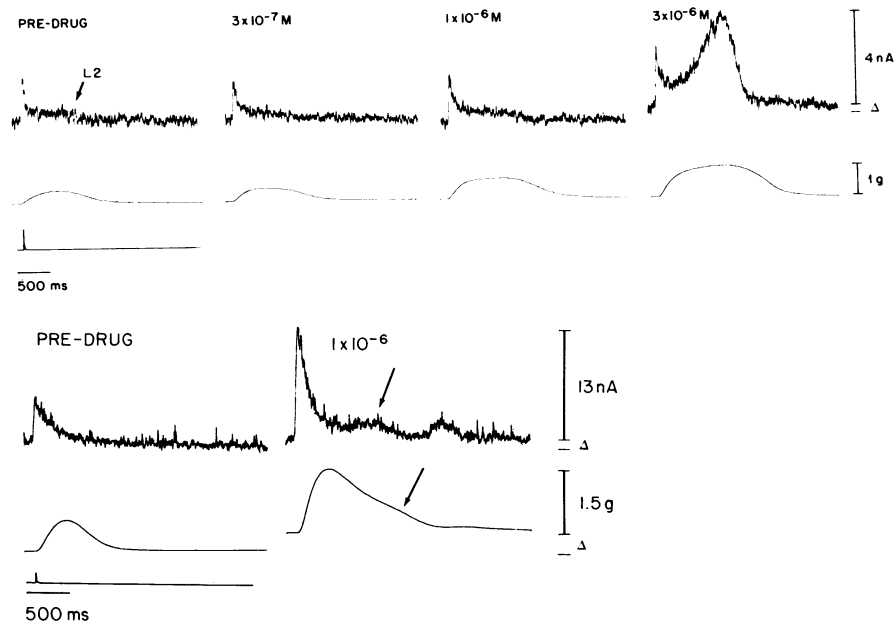 PRE-DRUG
3x10⁻⁷M
1x10⁻⁶M
3x10⁻⁶M
L2
4nA
Δ
1g
500 ms
PRE-DRUG
1x10⁻⁶
13nA
Δ
1.5g
Δ
500 ms